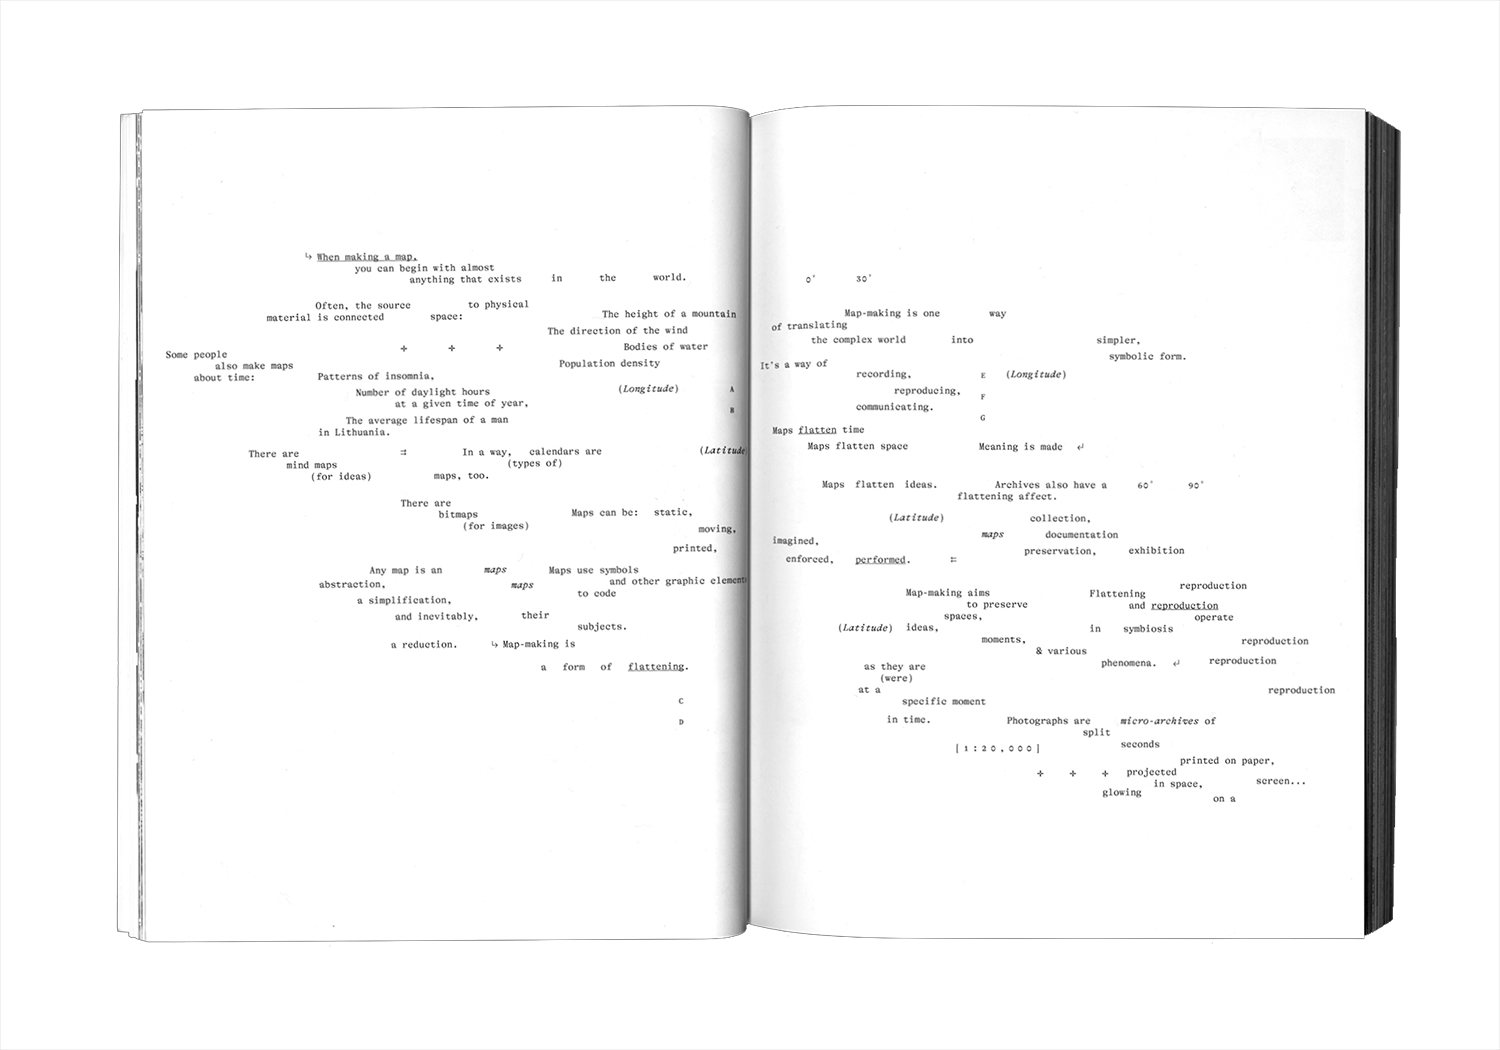 ↳ When making a map,
you can begin with almost
anything that exists in the world.
Often, the source to physical
material is connected space: The height of a mountain
The direction of the wind
✛ ✛ ✛ Bodies of water
Some people
also make maps Population density
about time: Patterns of insomnia,
Number of daylight hours (Longitude) A
at a given time of year,
B
The average lifespan of a man
in Lithuania.
There are ⇉ In a way, calendars are (Latitude
mind maps (types of)
(for ideas) maps, too.
There are
bitmaps Maps can be: static,
(for images) moving,
printed,
Any map is an maps Maps use symbols
abstraction, maps and other graphic elements
to code
a simplification,
and inevitably, their
subjects.
a reduction. ↳ Map-making is
a form of flattening.
C
D
0° 30°
Map-making is one way
of translating
the complex world into simpler,
symbolic form.
It's a way of
recording, E (Longitude)
reproducing, F
communicating.
G
Maps flatten time
Maps flatten space Meaning is made ↵
Maps flatten ideas. Archives also have a 60° 90°
flattening affect.
(Latitude) collection,
maps documentation
imagined,
preservation, exhibition
enforced, performed. ⇇
reproduction
Map-making aims Flattening
to preserve and reproduction
spaces, operate
(Latitude) ideas, in symbiosis
moments, reproduction
& various
phenomena. ↵ reproduction
as they are
(were)
at a reproduction
specific moment
in time. Photographs are micro-archives of
split
[1:20,000] seconds
printed on paper,
✛ ✛ ✛ projected
in space, screen...
glowing
on a